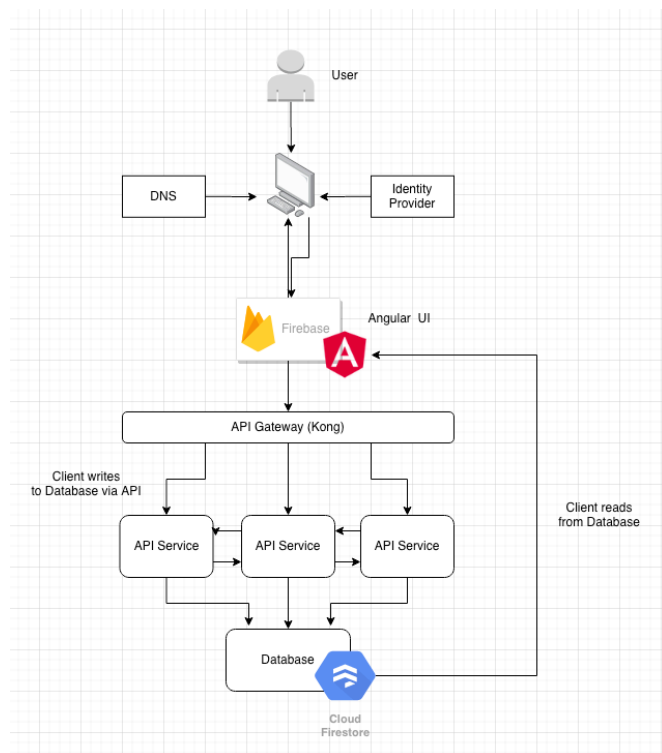 User
DNS
Identity
Provider
Firebase
Angular UI
API Gateway (Kong)
Client writes
to Database via API
Client reads
from Database
API Service
API Service
API Service
Database
Cloud
Firestore